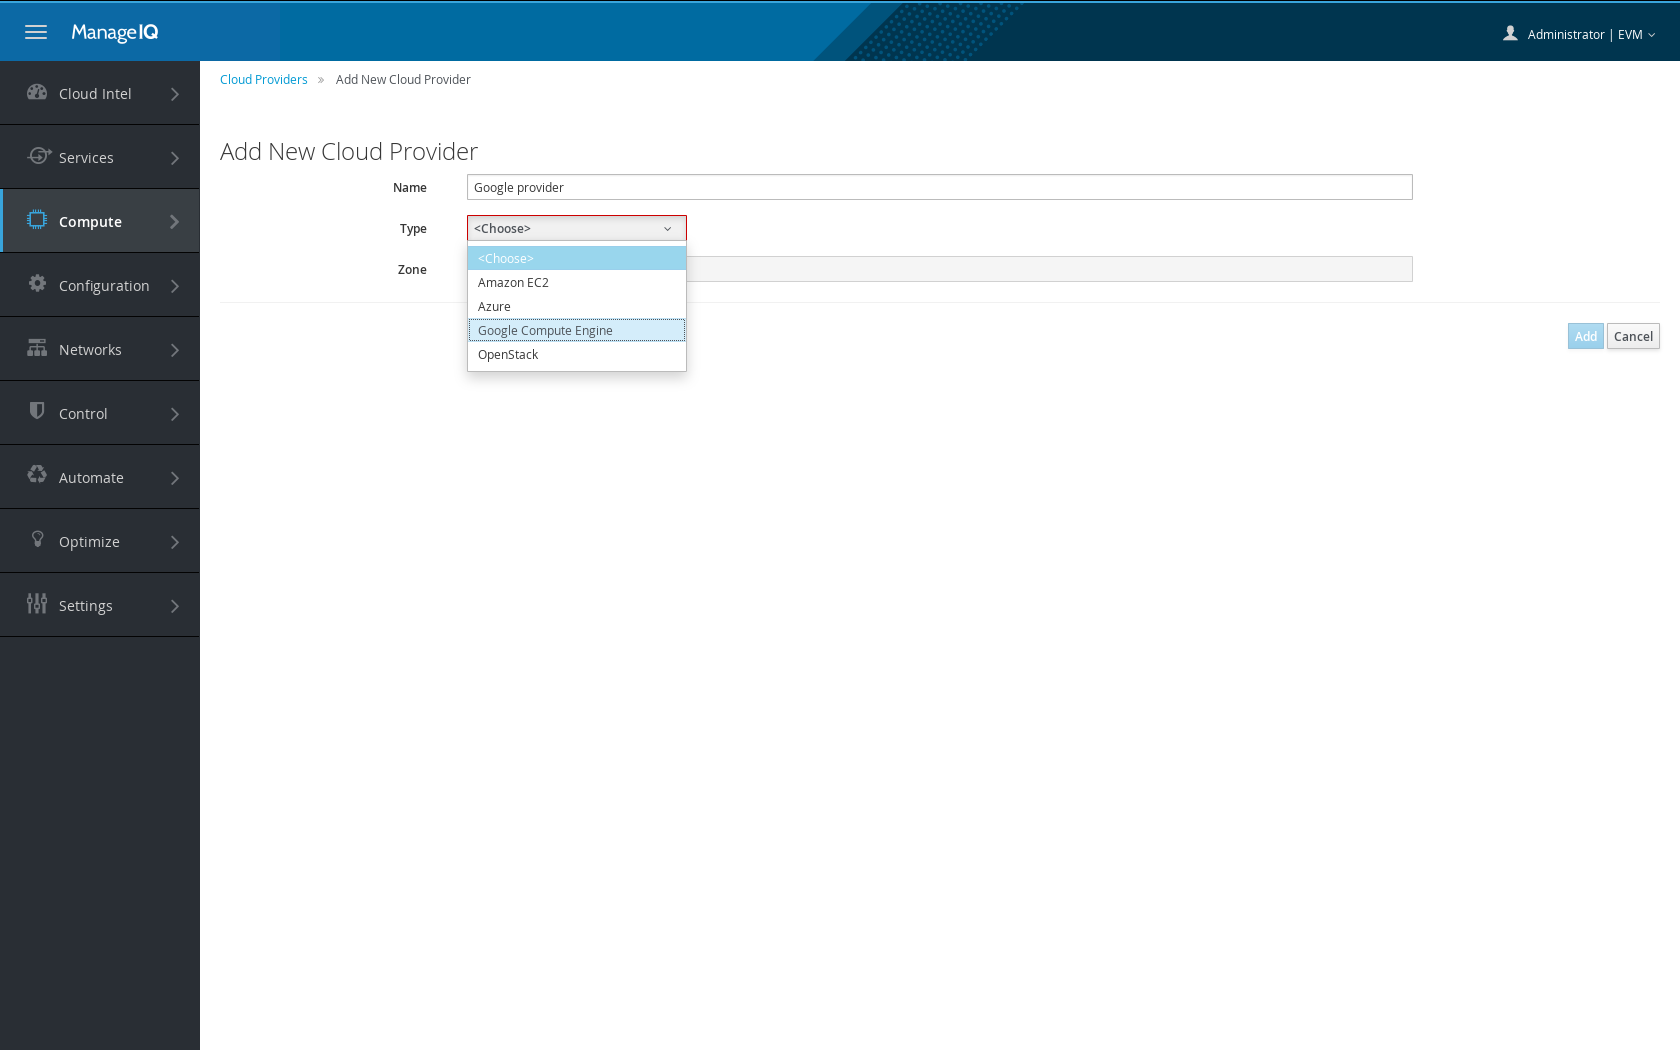 ManageIQ
Administrator | EVM
Cloud Intel
Services
Compute
Configuration
Networks
Control
Automate
Optimize
Settings
Cloud Providers » Add New Cloud Provider
Add New Cloud Provider
Name Google provider
Type <Choose>
<Choose>
Zone
Amazon EC2
Azure
Google Compute Engine
OpenStack
Add Cancel